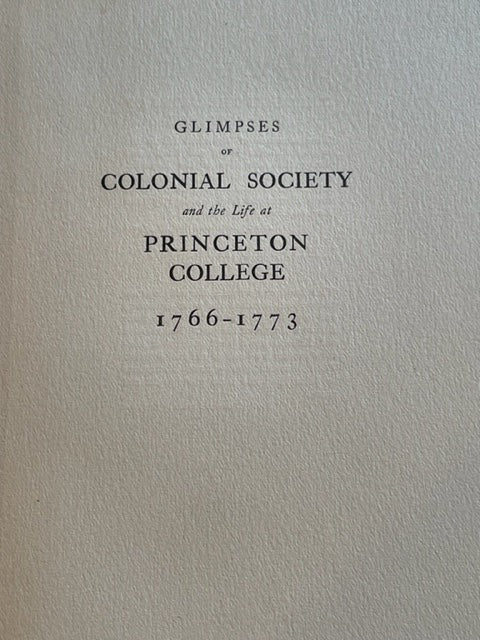 GLIMPSES
OF
COLONIAL SOCIETY
and the Life at
PRINCETON
COLLEGE
1766-1773